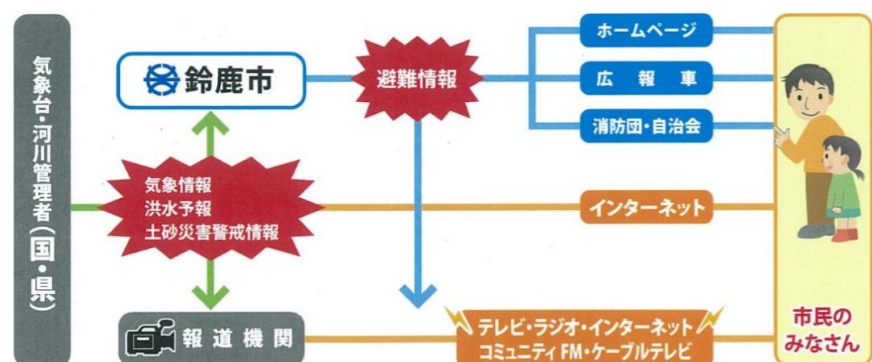 気象台・河川管理者(国・県)
鈴鹿市
避難情報
ホームページ
広報車
消防団・自治会
気象情報
洪水予報
土砂災害警戒情報
インターネット
報道機関
テレビ・ラジオ・インターネット
コミュニティFM・ケーブルテレビ
市民の
みなさん